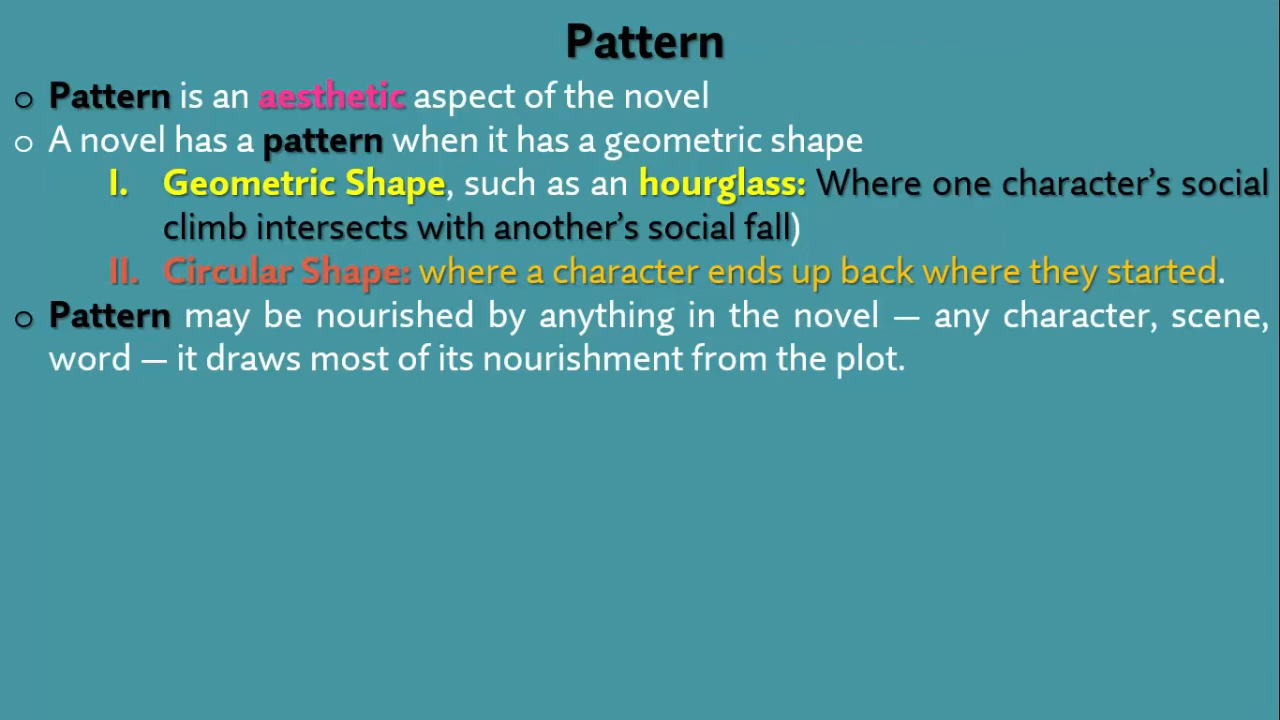 Pattern
o Pattern is an aesthetic aspect of the novel
o A novel has a pattern when it has a geometric shape
I. Geometric Shape, such as an hourglass: Where one character’s social
climb intersects with another’s social fall)
II. Circular Shape: where a character ends up back where they started.
o Pattern may be nourished by anything in the novel — any character, scene,
word — it draws most of its nourishment from the plot.